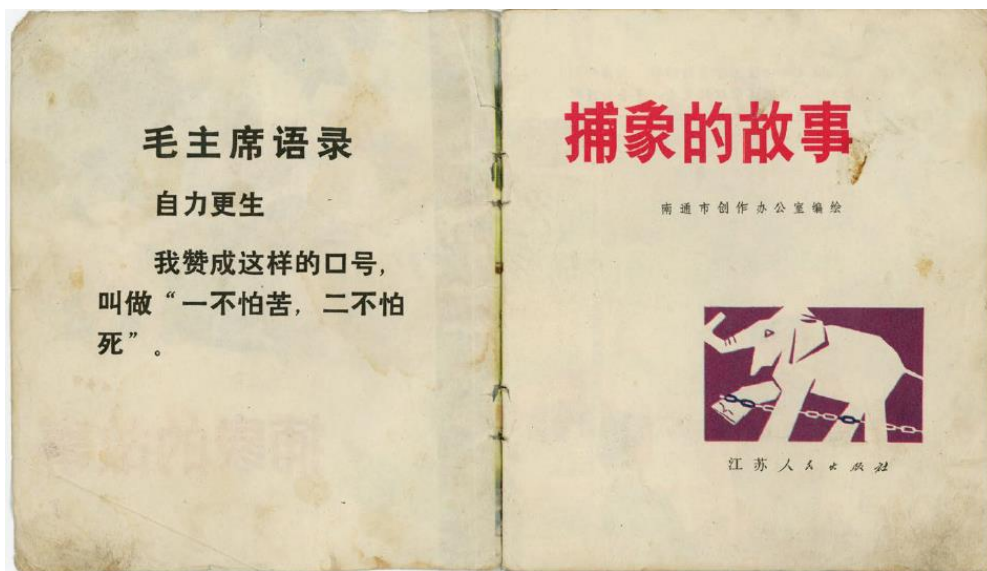 毛主席语录
自力更生
我赞成这样的口号，
叫做“一不怕苦，二不怕
死”。
捕象的故事
南通市创作办公室编绘
江苏人民出版社